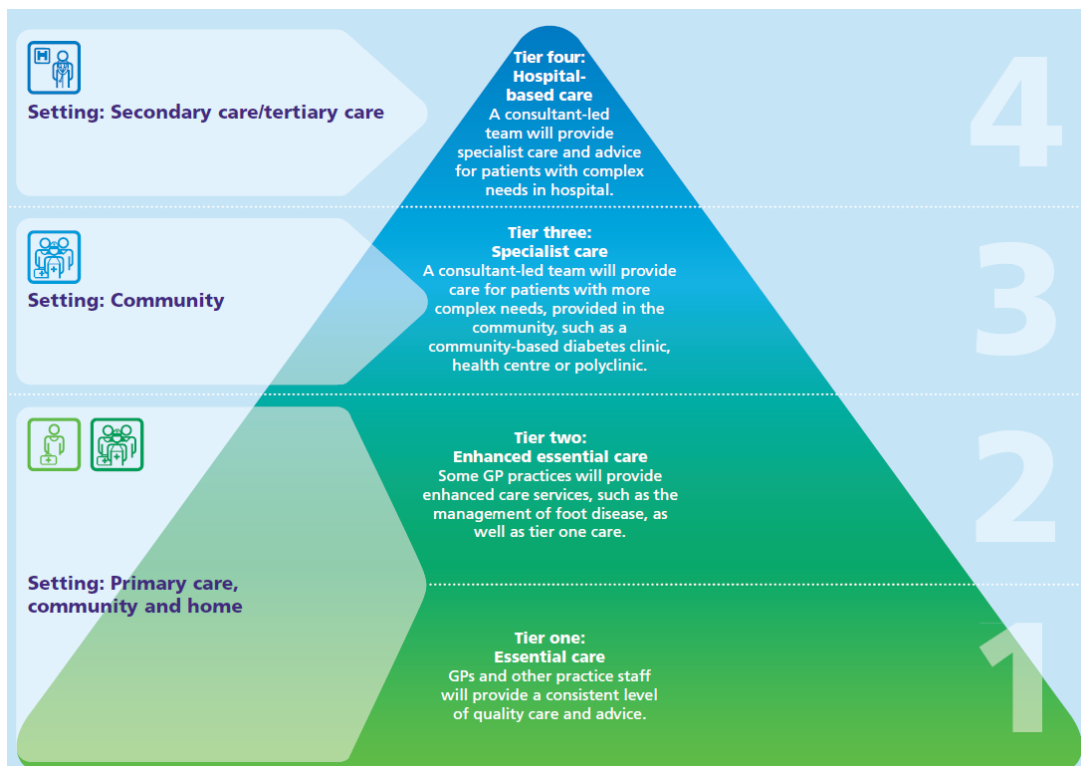 H
Setting: Secondary care/tertiary care
Tier four:
Hospital-
based care
A consultant-led
team will provide
specialist care and advice
for patients with complex
needs in hospital.
4
Setting: Community
Tier three:
Specialist care
A consultant-led team will provide
care for patients with more
complex needs, provided in the
community, such as a
community-based diabetes clinic,
health centre or polyclinic.
3
Setting: Primary care,
community and home
Tier two:
Enhanced essential care
Some GP practices will provide
enhanced care services, such as the
management of foot disease, as
well as tier one care.
2
Tier one:
Essential care
GPs and other practice staff
will provide a consistent level
of quality care and advice.
1